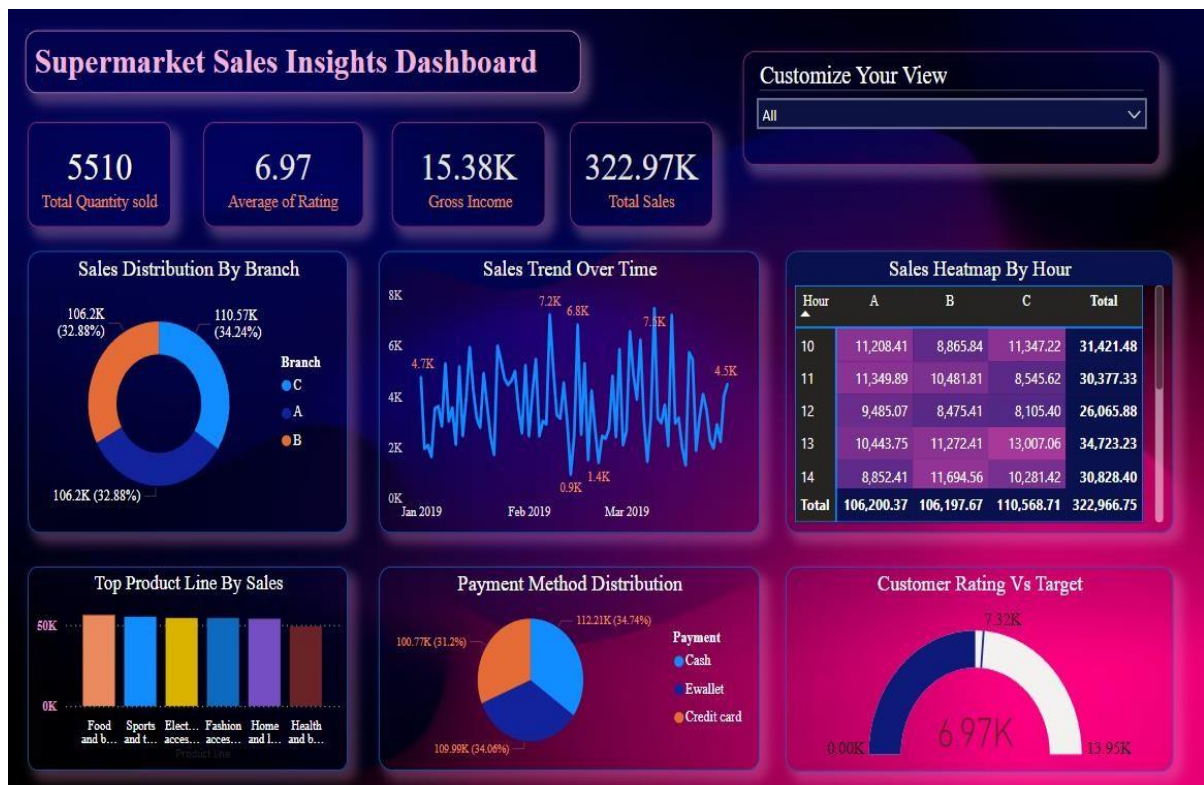 Supermarket Sales Insights Dashboard
Customize Your View
All
5510
Total Quantity sold
6.97
Average of Rating
15.38K
Gross Income
322.97K
Total Sales
Sales Distribution By Branch
106.2K
(32.88%)
110.57K
(34.24%)
106.2K (32.88%)
Branch
C
A
B
Sales Trend Over Time
8K
6K
4K
2K
0K
4.7K
7.2K
6.8K
7.5K
4.5K
0.9K
1.4K
Jan 2019 Feb 2019 Mar 2019
Sales Heatmap By Hour
Hour A B C Total
10 11,208.41 8,865.84 11,347.22 31,421.48
11 11,349.89 10,481.81 8,545.62 30,377.33
12 9,485.07 8,475.41 8,105.40 26,065.88
13 10,443.75 11,272.41 13,007.06 34,723.23
14 8,852.41 11,694.56 10,281.42 30,828.40
Total 106,200.37 106,197.67 110,568.71 322,966.75
Top Product Line By Sales
50K
0K
Food Sports Elect... Fashion Home Health
and b... and t... acces... acces... and l... and b...
Product line
Payment Method Distribution
112.21K (34.74%)
100.77K (31.2%)
109.99K (34.06%)
Payment
Cash
Ewallet
Credit card
Customer Rating Vs Target
7.32K
6.97K
0.00K
13.95K